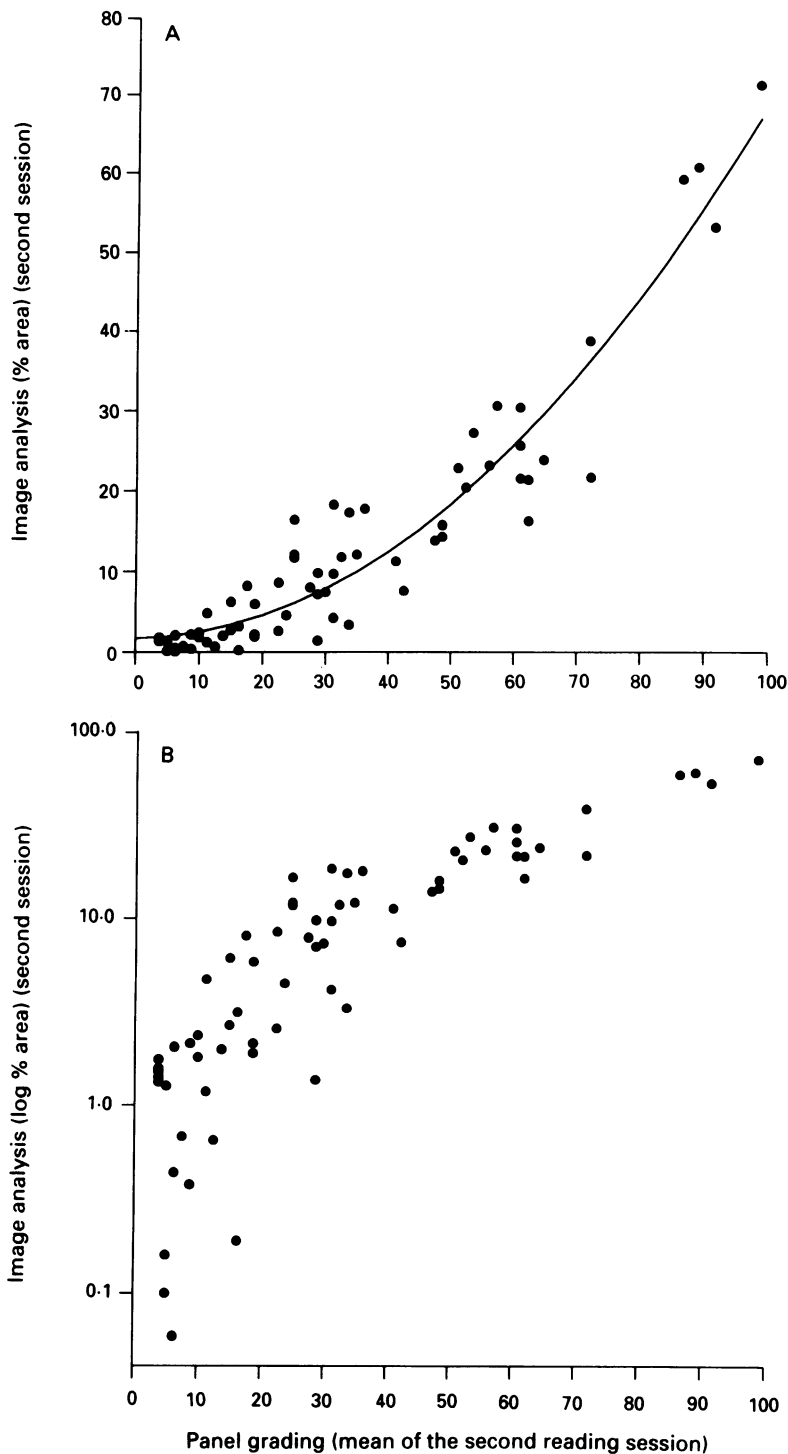 A
80
70
60
50
40
30
20
10
0
Image analysis (% area) (second session)
0 10 20 30 40 50 60 70 80 90 100
B
100·0
10·0
1·0
0·1
Image analysis (log % area) (second session)
0 10 20 30 40 50 60 70 80 90 100
Panel grading (mean of the second reading session)